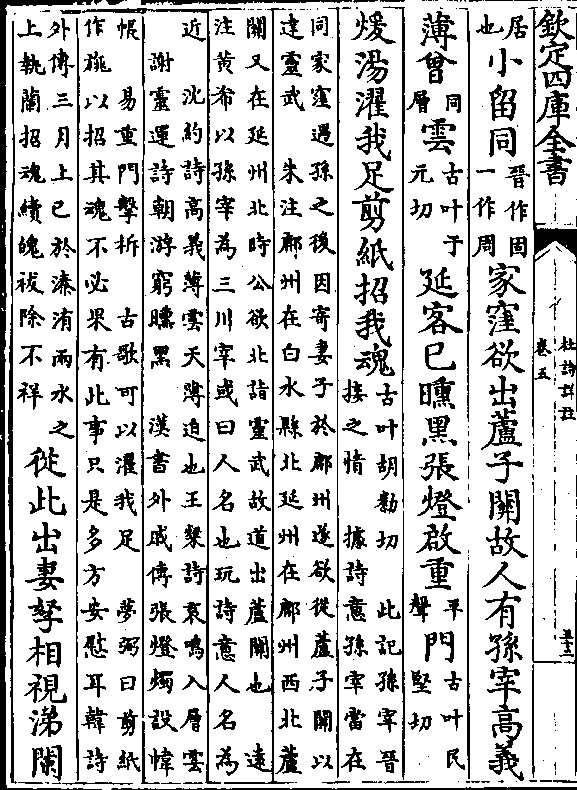 欽定四庫全書
杜詩詳註
卷五
居也小留同晉作固一作周家窪欲出蘆子關故人有孫宰高義
薄曾同層雲古叶于元切延客已曛黑張燈啟重平聲門古叶民堅切
煖湯濯我足剪紙招我魂古叶胡勸切 此記孫宰晉
接之情 據詩意孫宰當在
同家窪遇孫之後因寄妻子於鄜州遂欲從蘆子關以
達靈武 朱注鄜州在白水縣北延州在鄜州西北蘆
關又在延州北時公欲北詣靈武故道出蘆關也 遠
注黃希以孫宰為三川宰或曰人名也玩詩意人名為
近 沈約詩高義薄雲天薄迫也王粲詩哀鳴入層雲
謝靈運詩朝游窮曛黑 漢書外戚傳張燈燭設幃
帳 易重門擊柝 古歌可以濯我足 夢弼曰剪紙
作旐以招其魂不必果有此事只是多方安慰耳韓詩
外傳三月上巳於溱洧兩水之
上執蘭招魂續魄祓除不祥
從此出妻孥相視涕闌